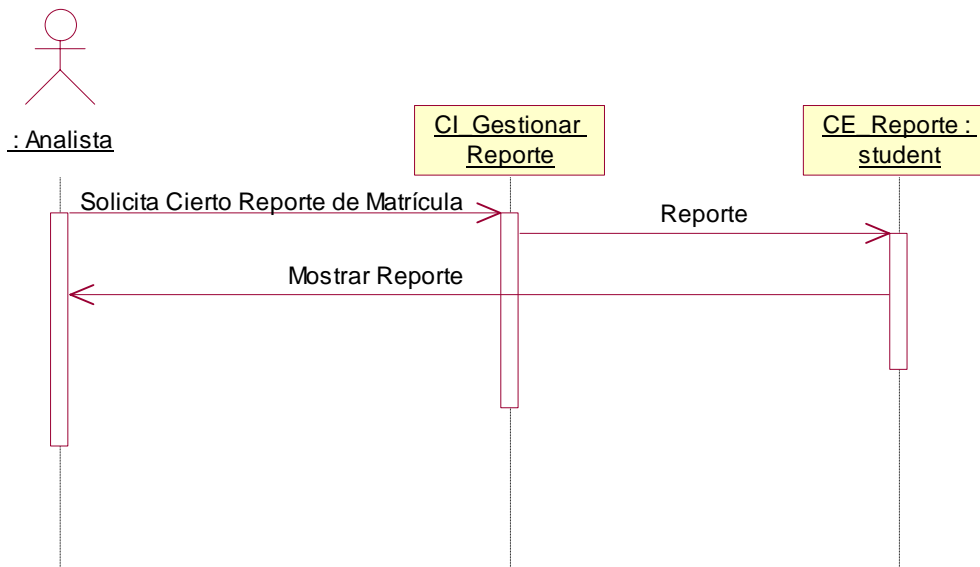 : Analista
CI_Gestionar
Reporte
CE_Reporte :
student
Solicita Cierto Reporte de Matrícula
Reporte
Mostrar Reporte